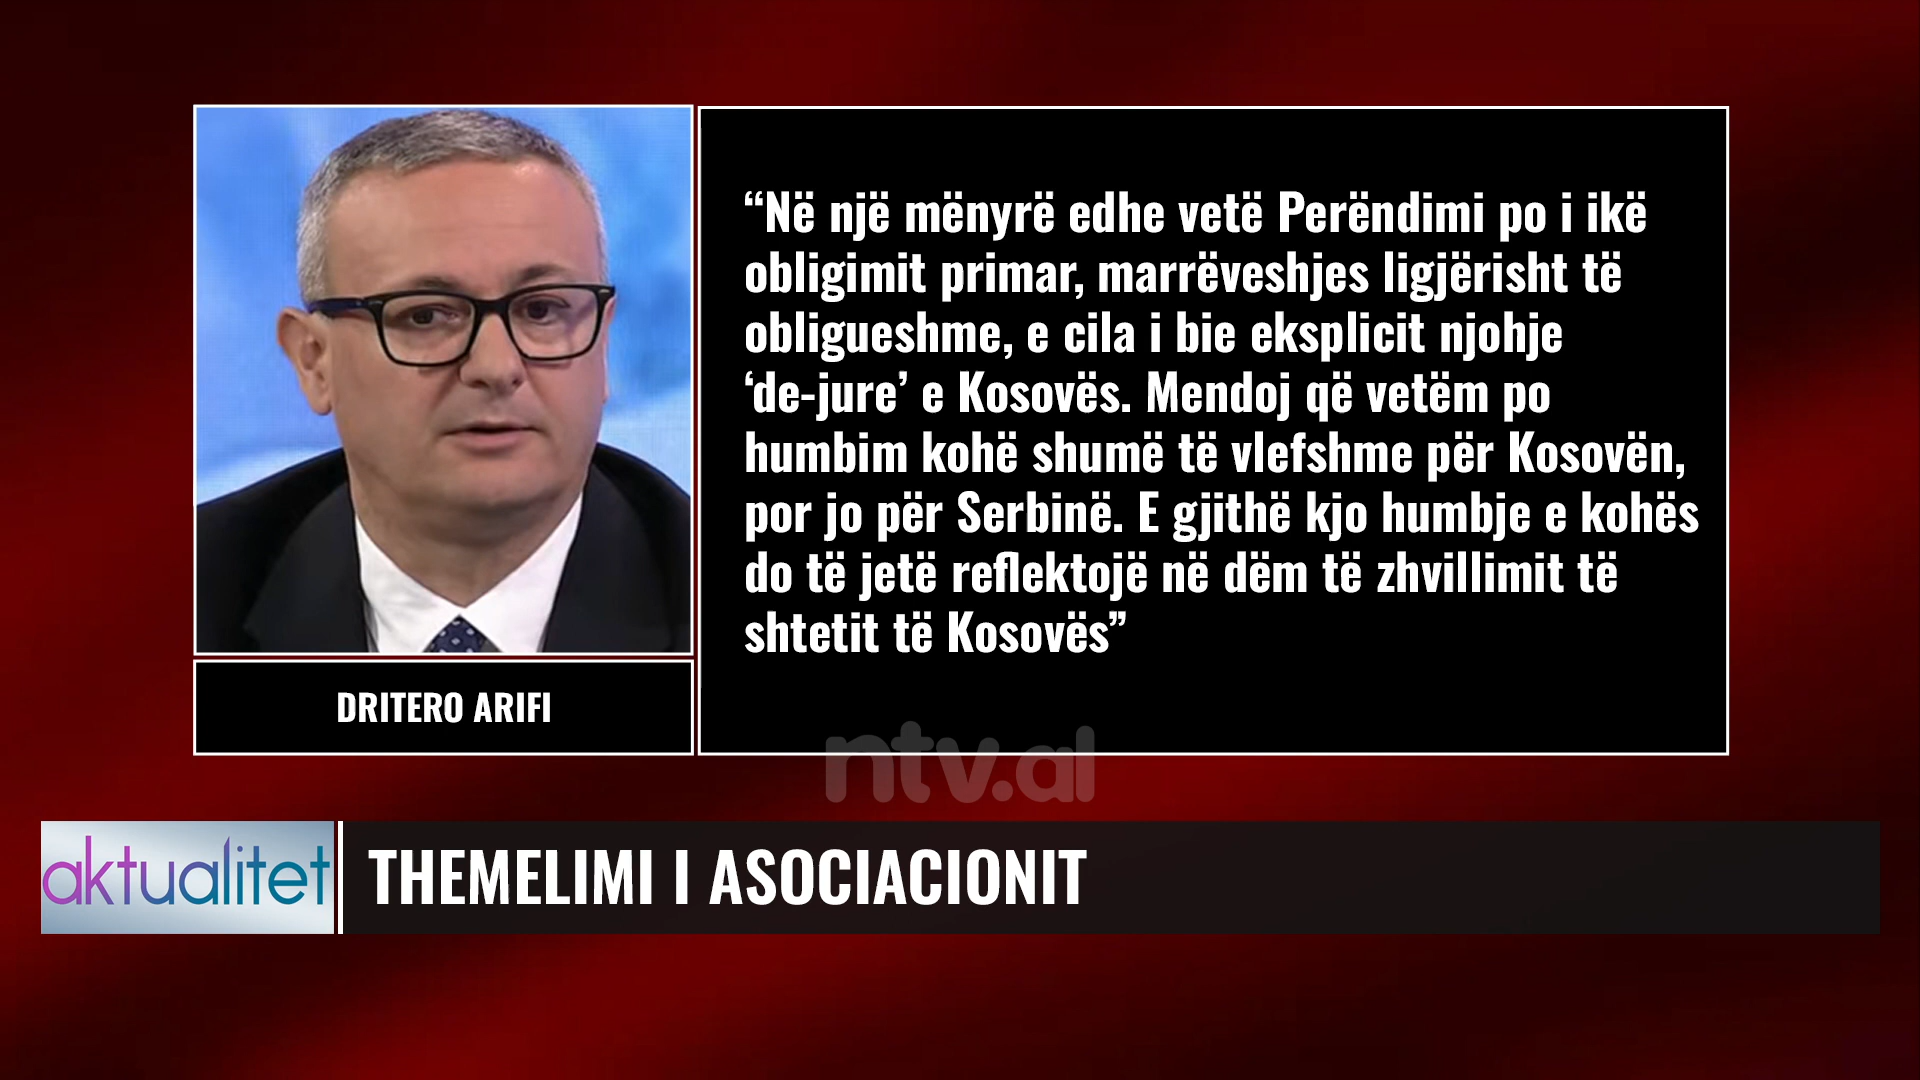 “Në një mënyrë edhe vetë Perëndimi po i ikë
obligimit primar, marrëveshjes ligjërisht të
obligueshme, e cila i bie eksplicit njohje
‘de-jure’ e Kosovës. Mendoj që vetëm po
humbim kohë shumë të vlefshme për Kosovën,
por jo për Serbinë. E gjithë kjo humbje e kohës
do të jetë reflektojë në dëm të zhvillimit të
shtetit të Kosovës”
DRITERO ARIFI
ntv.al
aktualitet
THEMELIMI I ASOCIACIONIT